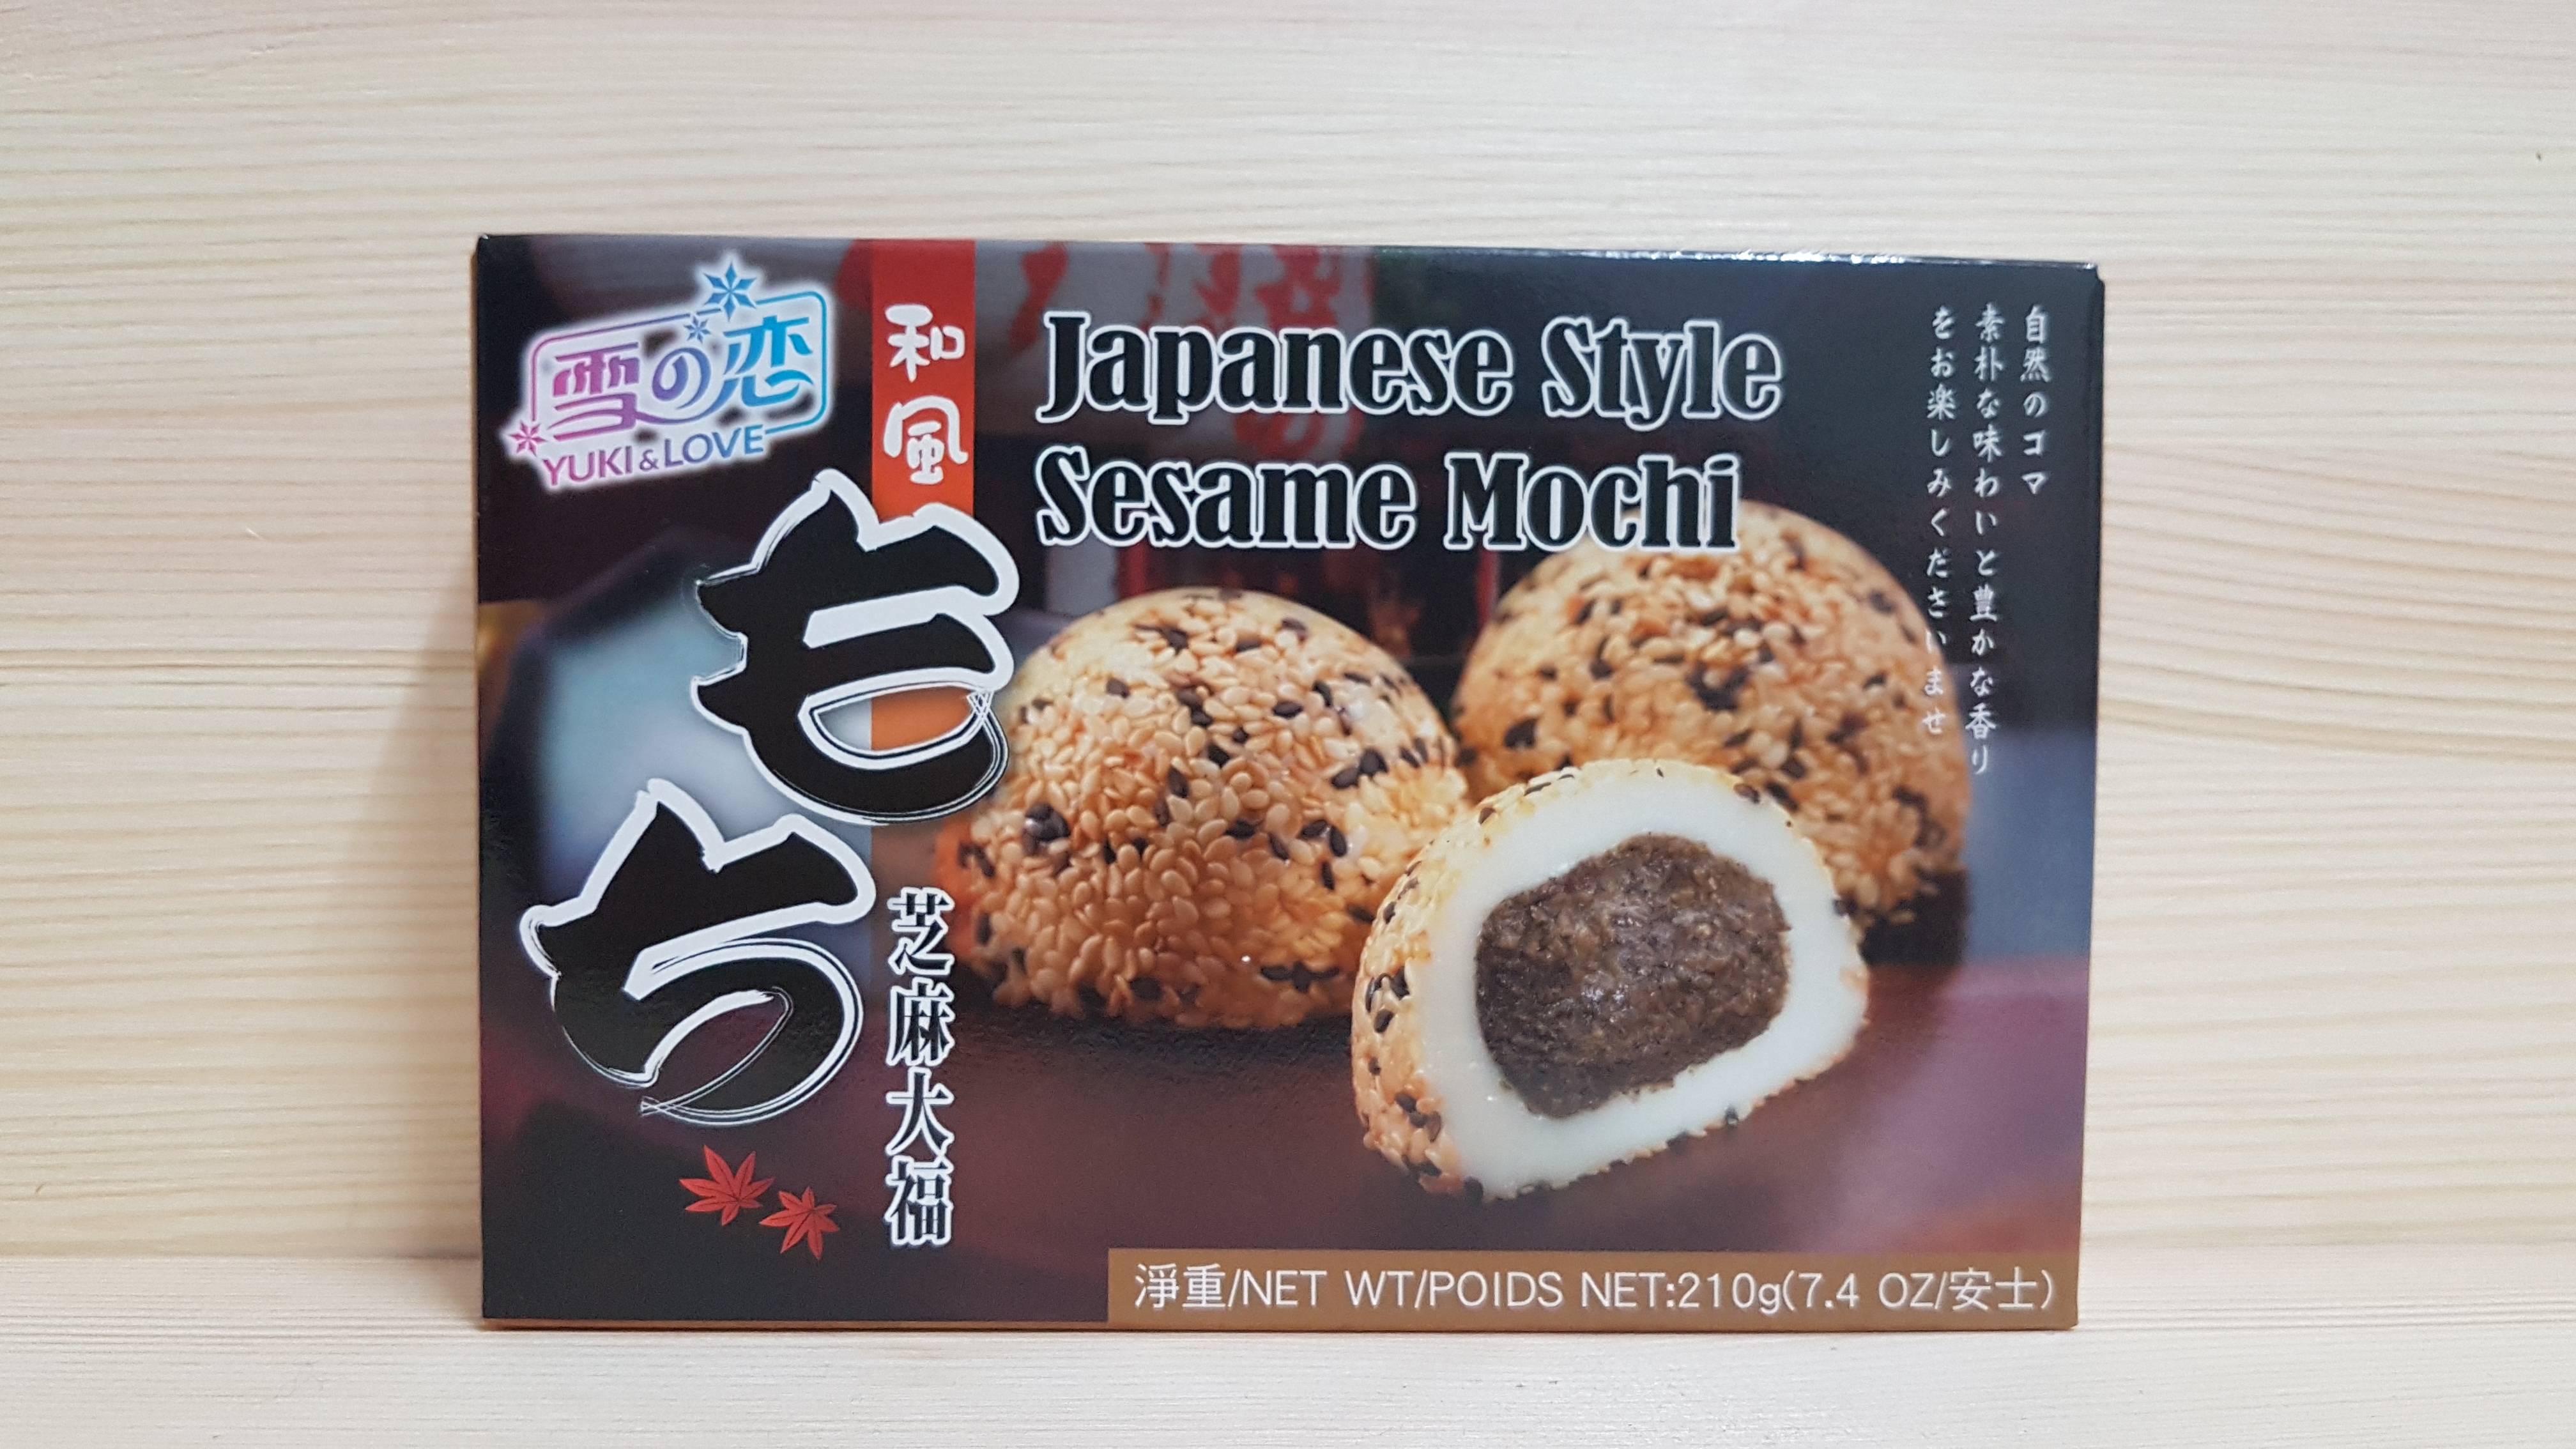 雪の恋
YUKI&LOVE
和風
もち
芝麻大福
Japanese Style
Sesame Mochi
自然のゴマ
素朴な味わいと豊かな香り
をお楽しみくださいませ
淨重/NET WT/POIDS NET:210g(7.4 OZ/安士)